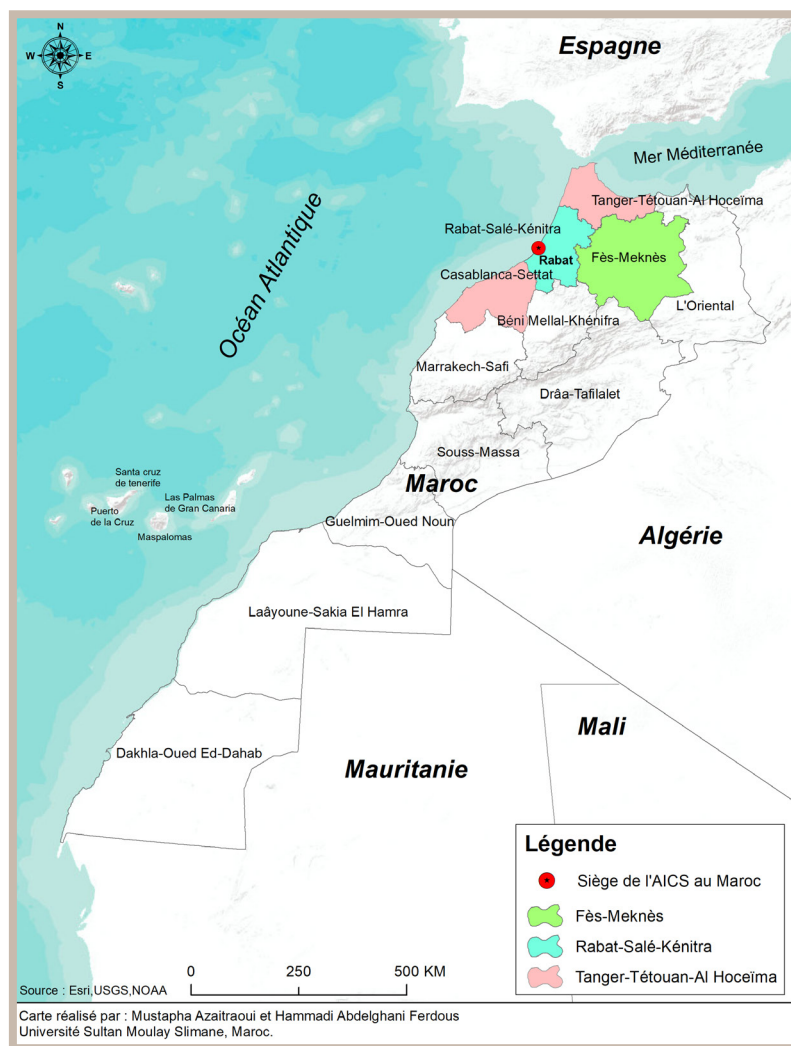 N
W
E
S
Espagne
Mer Méditerranée
Océan Atlantique
Tanger-Tétouan-Al Hoceïma
Rabat-Salé-Kénitra
Rabat
Fès-Meknès
Casablanca-Settat
L'Oriental
Béni Mellal-Khénifra
Marrakech-Safi
Drâa-Tafilalet
Souss-Massa
Maroc
Santa cruz
de tenerife
Las Palmas
de Gran Canaria
Puerto
de la Cruz
Maspalomas
Guelmim-Oued Noun
Algérie
Laâyoune-Sakia El Hamra
Mali
Dakhla-Oued Ed-Dahab
Mauritanie
Légende
Siège de l'AICS au Maroc
Fès-Meknès
Rabat-Salé-Kénitra
Tanger-Tétouan-Al Hoceïma
0 250 500 KM
Source : Esri,USGS,NOAA
Carte réalisé par : Mustapha Azaitraoui et Hammadi Abdelghani Ferdous
Université Sultan Moulay Slimane, Maroc.